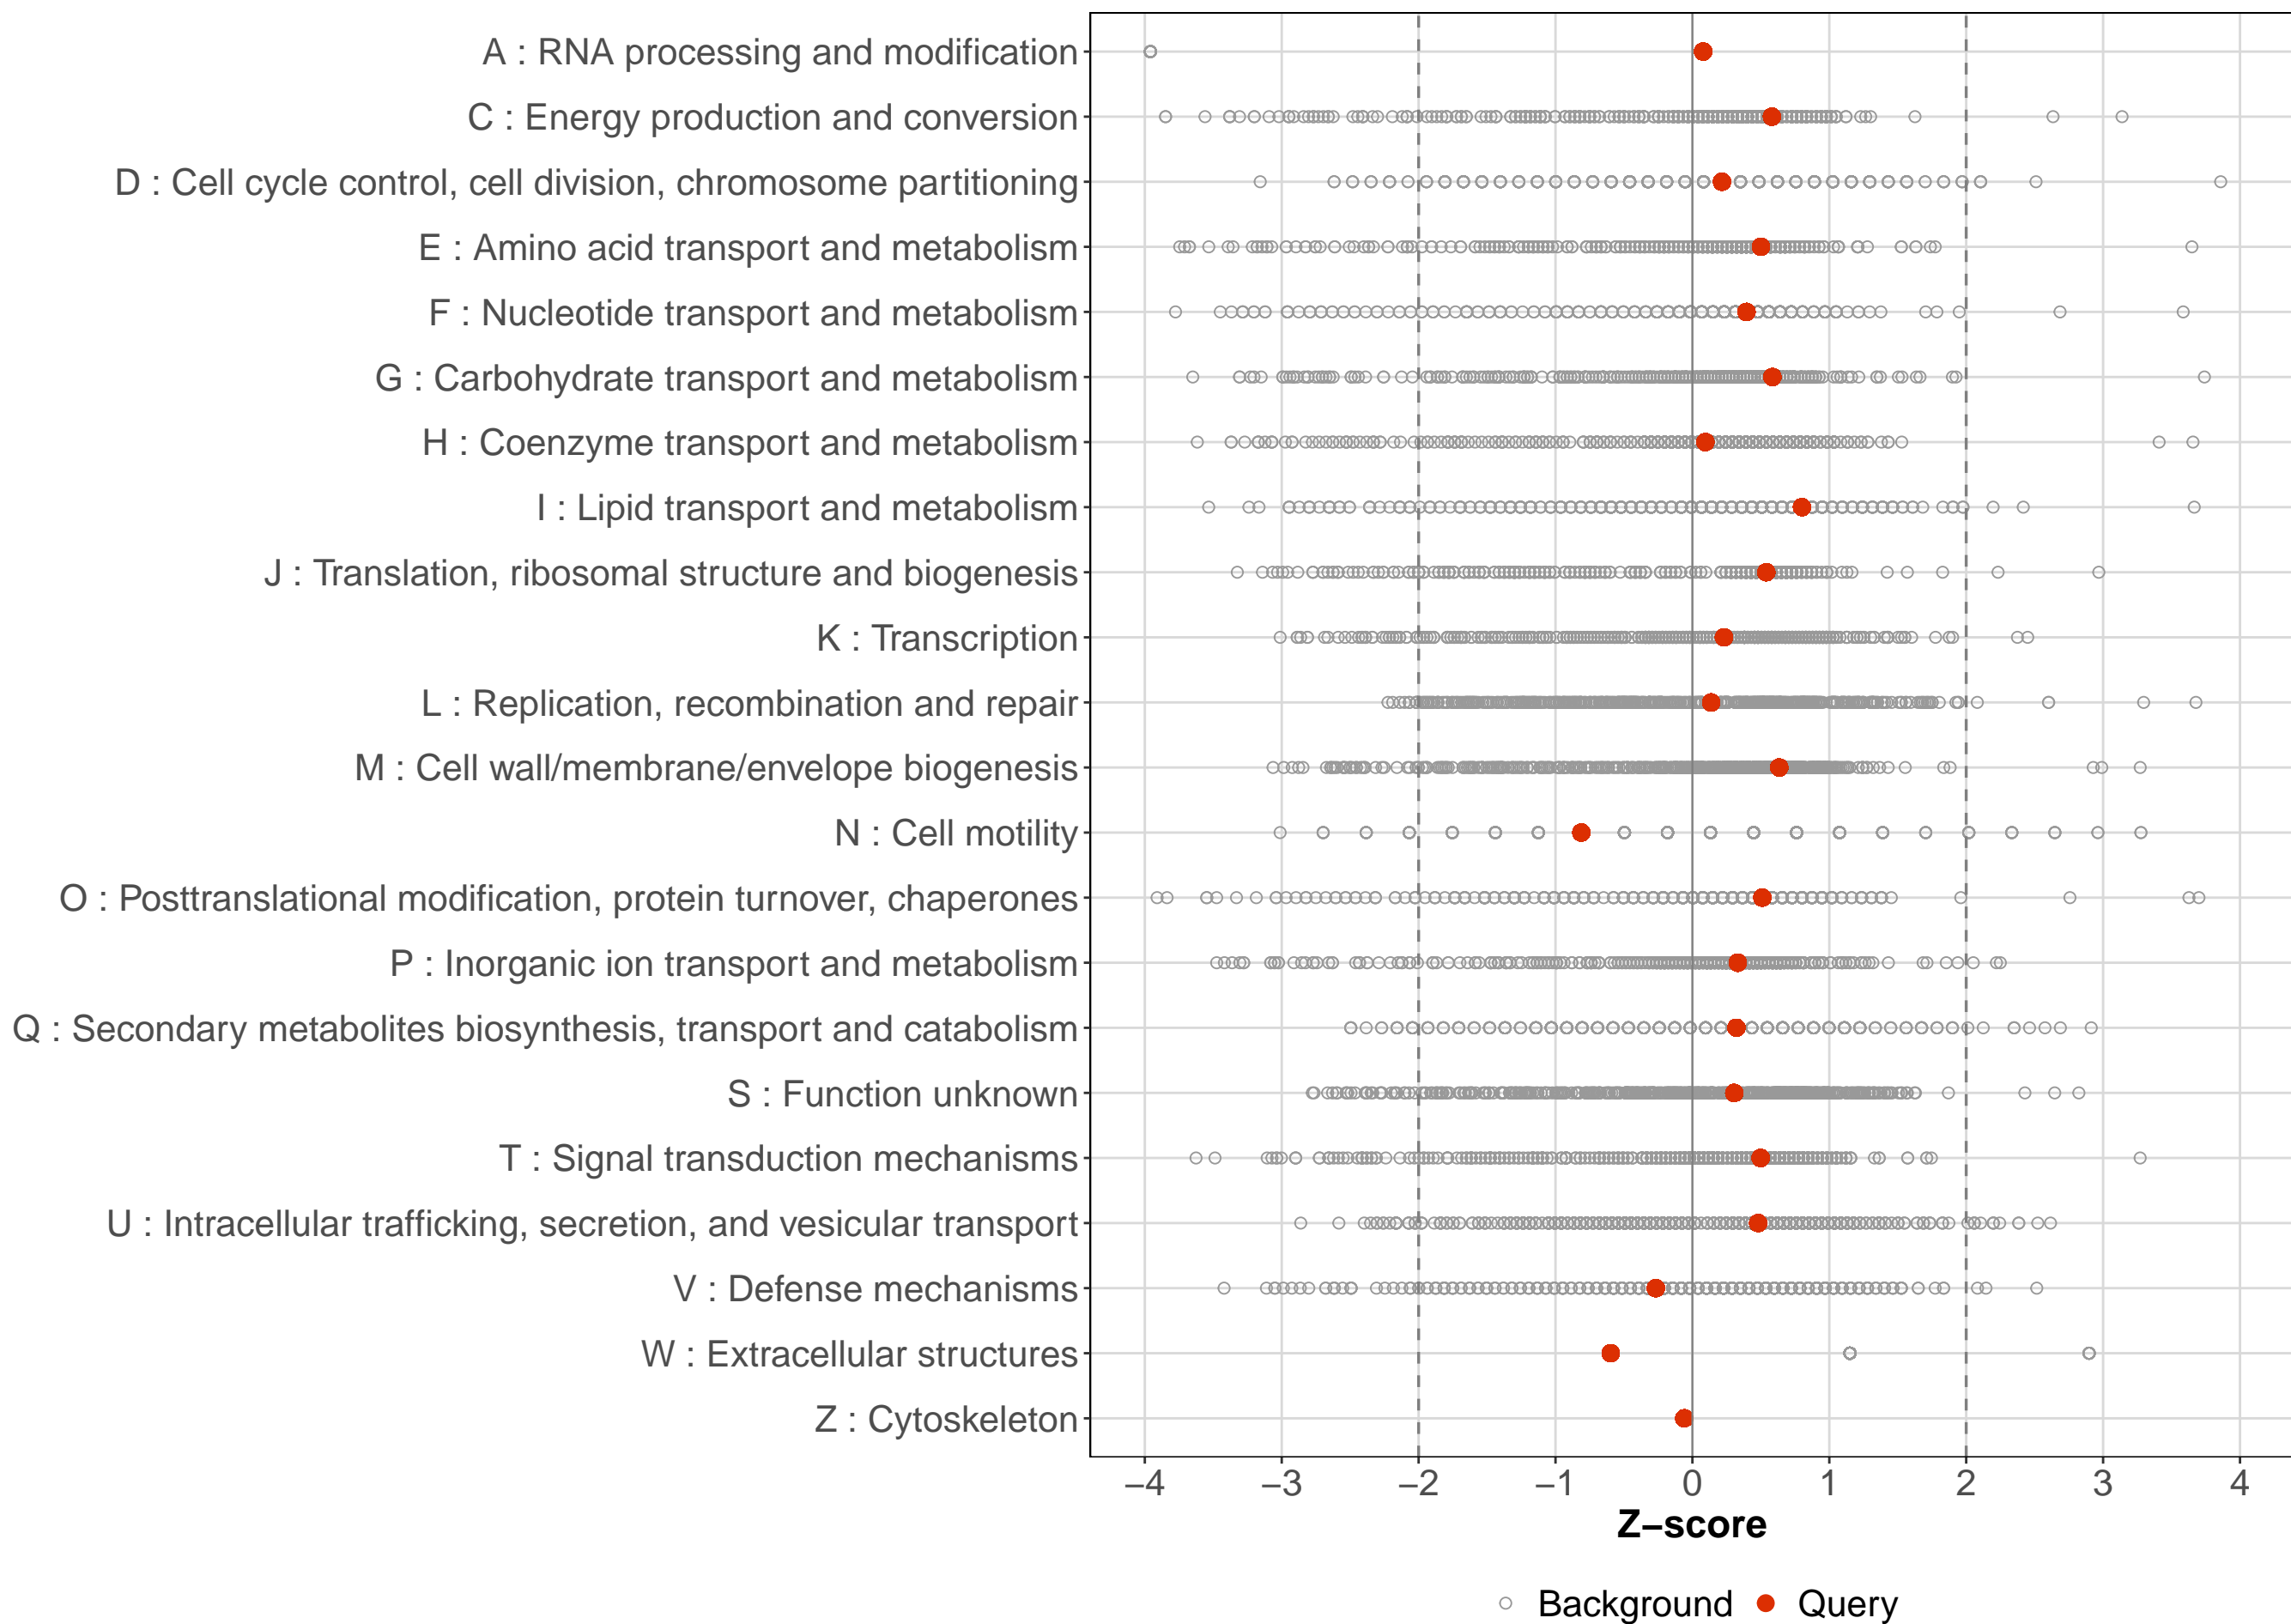 A : RNA processing and modification
C : Energy production and conversion
D : Cell cycle control, cell division, chromosome partitioning
E : Amino acid transport and metabolism
F : Nucleotide transport and metabolism
G : Carbohydrate transport and metabolism
H : Coenzyme transport and metabolism
I : Lipid transport and metabolism
J : Translation, ribosomal structure and biogenesis
K : Transcription
L : Replication, recombination and repair
M : Cell wall/membrane/envelope biogenesis
N : Cell motility
O : Posttranslational modification, protein turnover, chaperones
P : Inorganic ion transport and metabolism
Q : Secondary metabolites biosynthesis, transport and catabolism
S : Function unknown
T : Signal transduction mechanisms
U : Intracellular trafficking, secretion, and vesicular transport
V : Defense mechanisms
W : Extracellular structures
Z : Cytoskeleton
−4 −3 −2 −1 0 1 2 3 4
Z−score
Background Query